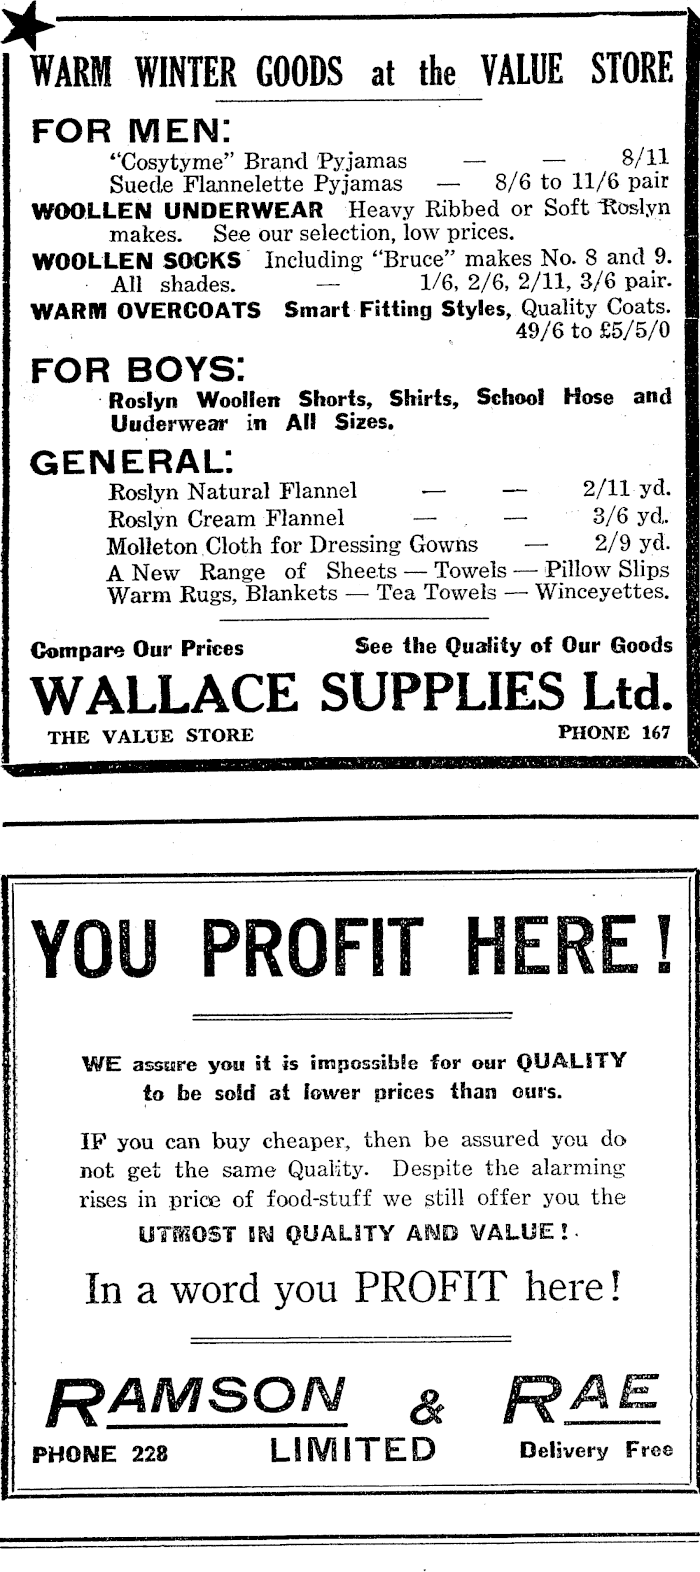 WARM WINTER GOODS at the VALUE STORE
FOR MEN:
"Cosytyme" Brand Pyjamas — — 8/11
Suede Flannelette Pyjamas — 8/6 to 11/6 pair
WOOLLEN UNDERWEAR Heavy Ribbed or Soft Roslyn
makes. See our selection, low prices.
WOOLLEN SOCKS Including "Bruce" makes No. 8 and 9.
All shades. — 1/6, 2/6, 2/11, 3/6 pair.
WARM OVERCOATS Smart Fitting Styles, Quality Coats.
49/6 to £5/5/0
FOR BOYS:
Roslyn Woollen Shorts, Shirts, School Hose and
Uuderwear in All Sizes.
GENERAL:
Roslyn Natural Flannel — — 2/11 yd.
Roslyn Cream Flannel — — 3/6 yd.
Molleton Cloth for Dressing Gowns — 2/9 yd.
A New Range of Sheets — Towels — Pillow Slips
Warm Rugs, Blankets — Tea Towels — Winceyettes.
Compare Our Prices See the Quality of Our Goods
WALLACE SUPPLIES Ltd.
THE VALUE STORE PHONE 167
YOU PROFIT HERE!
WE assure you it is impossible for our QUALITY
to be sold at lower prices than ours.
IF you can buy cheaper, then be assured you do
not get the same Quality. Despite the alarming
rises in price of food-stuff we still offer you the
UTMOST IN QUALITY AND VALUE!
In a word you PROFIT here!
RAMSON & RAE
PHONE 228 LIMITED Delivery Free